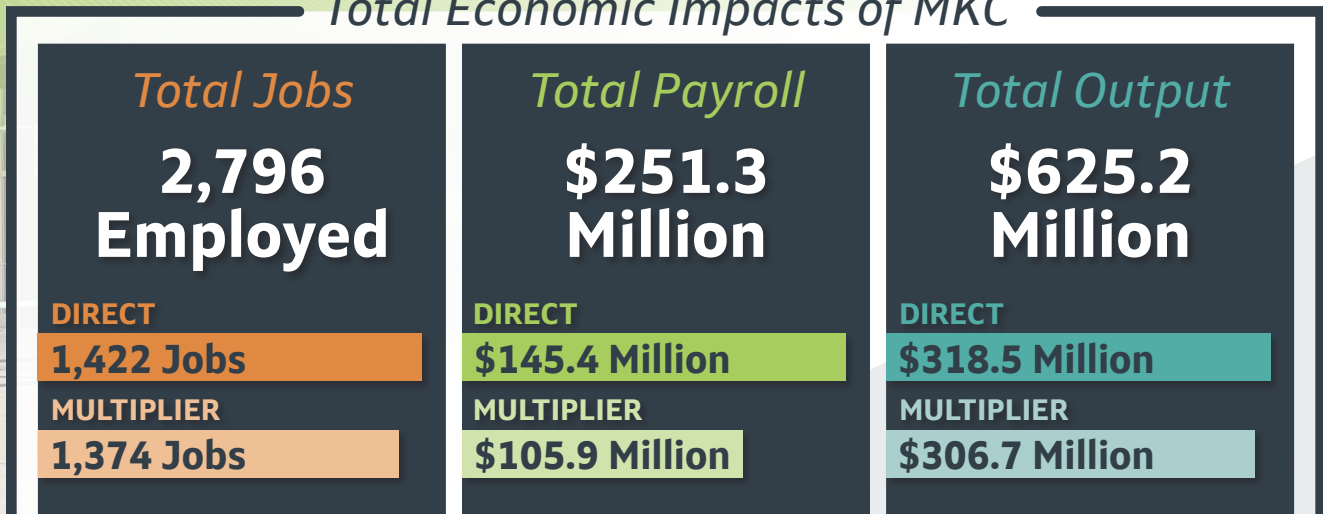 Total Economic Impacts of MKC
Total Jobs
2,796
Employed
DIRECT
1,422 Jobs
MULTIPLIER
1,374 Jobs
Total Payroll
$251.3
Million
DIRECT
$145.4 Million
MULTIPLIER
$105.9 Million
Total Output
$625.2
Million
DIRECT
$318.5 Million
MULTIPLIER
$306.7 Million